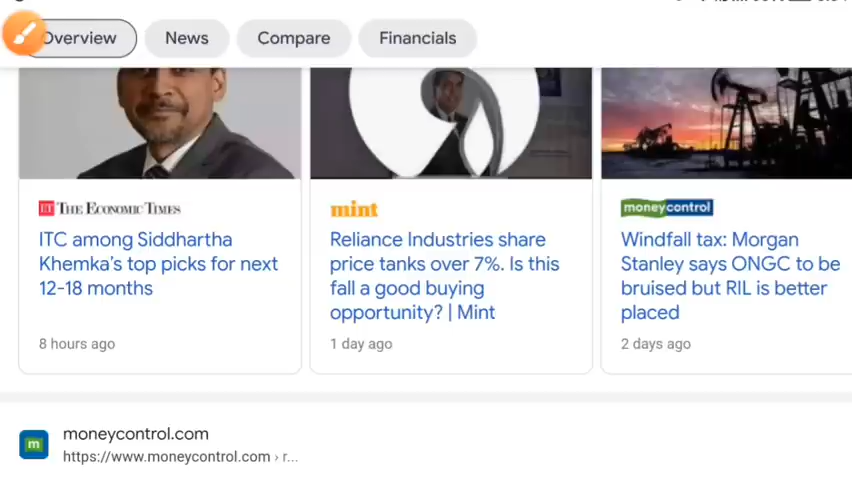 Overview
News
Compare
Financials
ET THE ECONOMIC TIMES
ITC among Siddhartha
Khemka's top picks for next
12-18 months
8 hours ago
mint
Reliance Industries share
price tanks over 7%. Is this
fall a good buying
opportunity? | Mint
1 day ago
moneycontrol
Windfall tax: Morgan
Stanley says ONGC to be
bruised but RIL is better
placed
2 days ago
m
moneycontrol.com
https://www.moneycontrol.com › r...